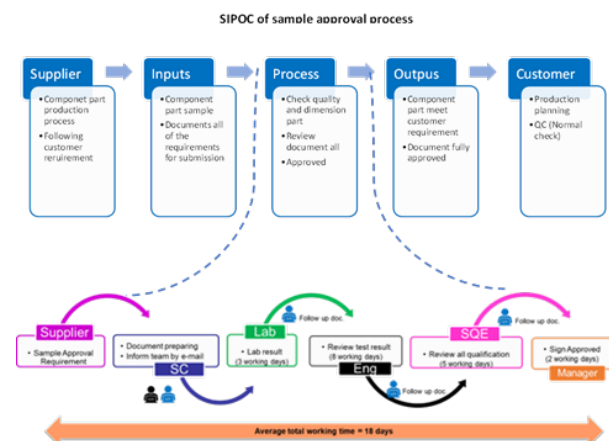 SIPOC of sample approval process
Supplier
• Componet part
production
process
• Following
customer
reruirement
Inputs
• Component
part sample
• Documents all
of the
requirements
for submission
Process
• Check quality
and dimension
part
• Review
document all
• Approved
Outpus
• Component
part meet
customer
requirement
• Document fully
approved
Customer
• Production
planning
• QC (Normal
check)
Supplier
• Sample Approval
Requirement
• Document preparing
• Inform team by e-mail
SC
Follow up doc.
Lab
• Lab result
(3 working days)
• Review test result
(8 working days)
Eng
Follow up doc
Follow up doc.
SQE
• Review all qualification
(5 working days)
• Sign Approved
(2 working days)
Manager
Average total working time = 18 days